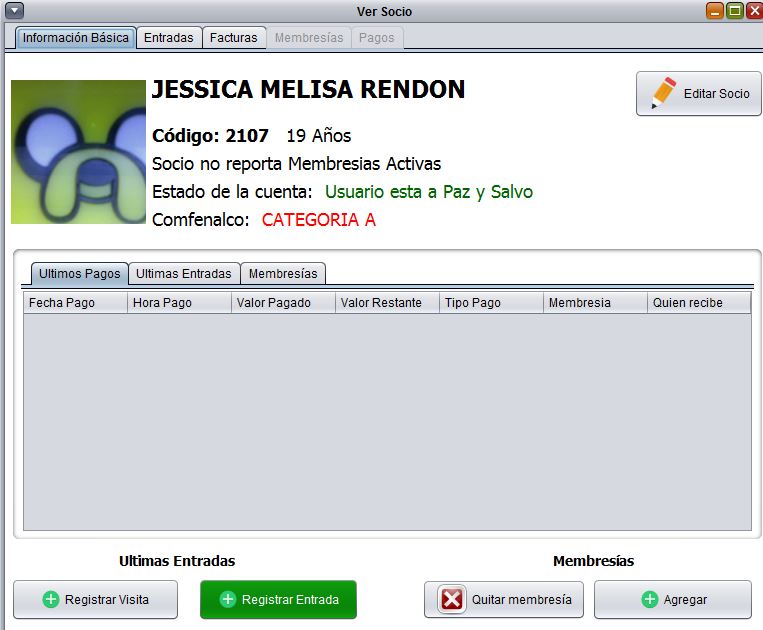 Ver Socio
Información Básica Entradas Facturas Membresías Pagos
JESSICA MELISA RENDON
Editar Socio
Código: 2107 19 Años
Socio no reporta Membresias Activas
Estado de la cuenta: Usuario esta a Paz y Salvo
Comfenalco: CATEGORIA A
Ultimos Pagos Ultimas Entradas Membresías
Fecha Pago Hora Pago Valor Pagado Valor Restante Tipo Pago Membresia Quien recibe
Ultimas Entradas Membresías
Registrar Visita Registrar Entrada Quitar membresía Agregar